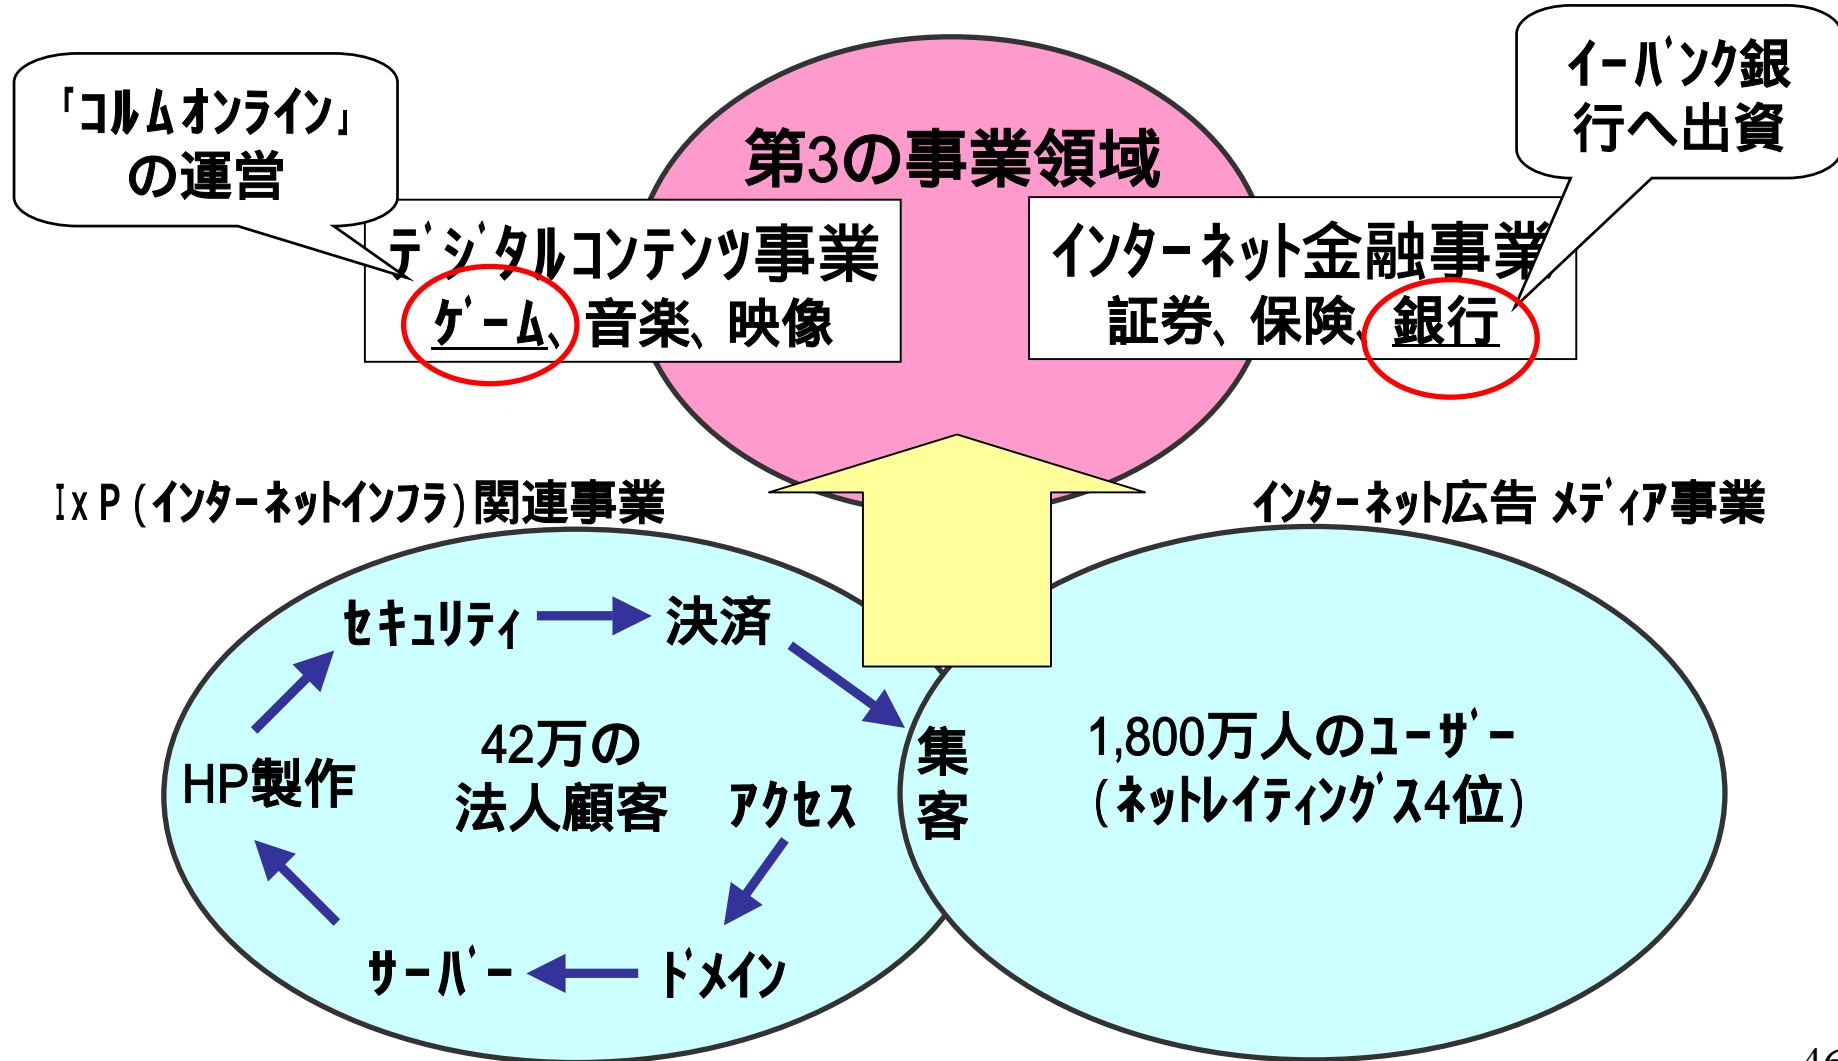 「コルムオンライン」
の運営
イーバンク銀
行へ出資
第3の事業領域
デジタルコンテンツ事業
ゲーム、音楽、映像
インターネット金融事業
証券、保険、銀行
IxP(インターネットインフラ)関連事業
インターネット広告 メディア事業
セキュリティ
決済
42万の
法人顧客
HP製作
アクセス
集
客
1,800万人のユーザー
(ネットレイティングス4位)
サーバー
ドメイン